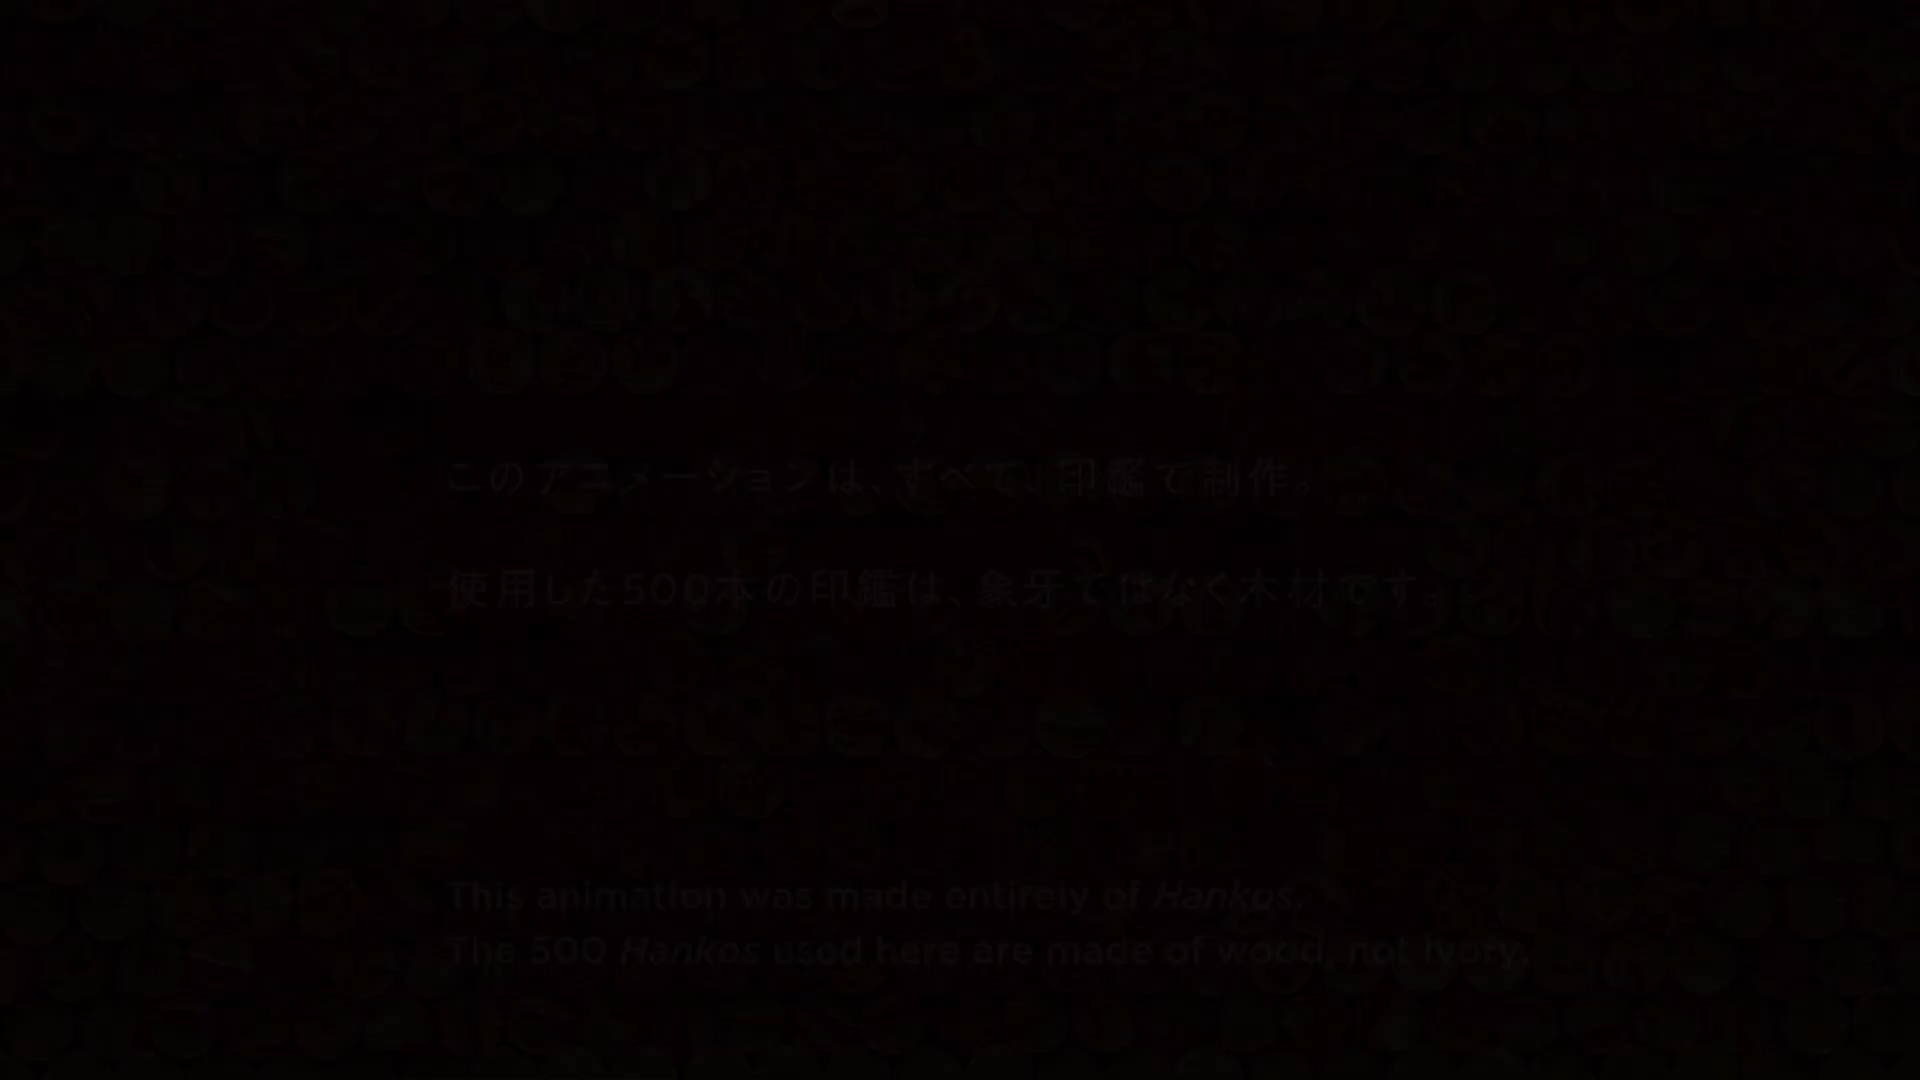 このアニメーションは、すべて、印鑑で制作。
使用した500本の印鑑は、象牙ではなく木材です。
This animation was made entirely of Hankos.
The 500 Hankos used here are made of wood, not ivory.